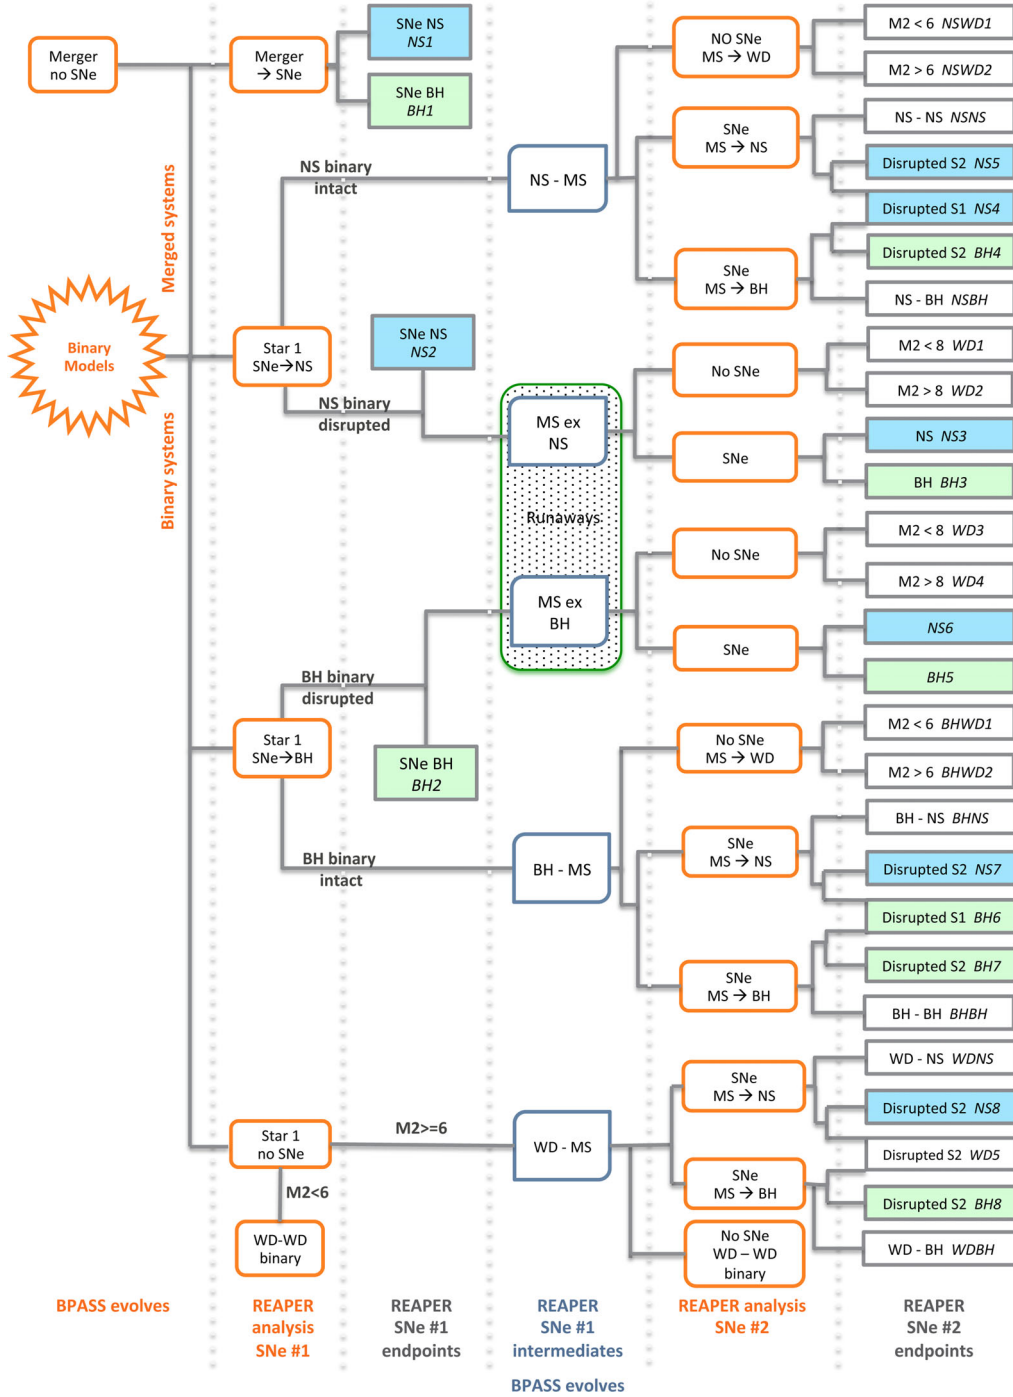 Merger
no SNe
Merger
→ SNe
SNe NS
NS1
SNe BH
BH1
NS binary
intact
NS - MS
NO SNe
MS → WD
M2 < 6 NSWD1
M2 > 6 NSWD2
SNe
MS → NS
NS - NS NSNS
Disrupted S2 NS5
Disrupted S1 NS4
Disrupted S2 BH4
SNe
MS → BH
NS - BH NSBH
Merged systems
Binary
Models
Binary systems
Star 1
SNe→NS
SNe NS
NS2
NS binary
disrupted
MS ex
NS
Runaways
MS ex
BH
No SNe
M2 < 8 WD1
M2 > 8 WD2
SNe
NS NS3
BH BH3
No SNe
M2 < 8 WD3
M2 > 8 WD4
SNe
NS6
BH5
BH binary
disrupted
Star 1
SNe→BH
SNe BH
BH2
BH binary
intact
BH - MS
No SNe
MS → WD
M2 < 6 BHWD1
M2 > 6 BHWD2
SNe
MS → NS
BH - NS BHNS
Disrupted S2 NS7
Disrupted S1 BH6
Disrupted S2 BH7
SNe
MS → BH
BH - BH BHBH
Star 1
no SNe
M2>=6
M2<6
WD-WD
binary
WD - MS
SNe
MS → NS
WD - NS WDNS
Disrupted S2 NS8
Disrupted S2 WD5
SNe
MS → BH
Disrupted S2 BH8
No SNe
WD – WD
binary
WD - BH WDBH
BPASS evolves
REAPER
analysis
SNe #1
REAPER
SNe #1
endpoints
REAPER
SNe #1
intermediates
BPASS evolves
REAPER analysis
SNe #2
REAPER
SNe #2
endpoints